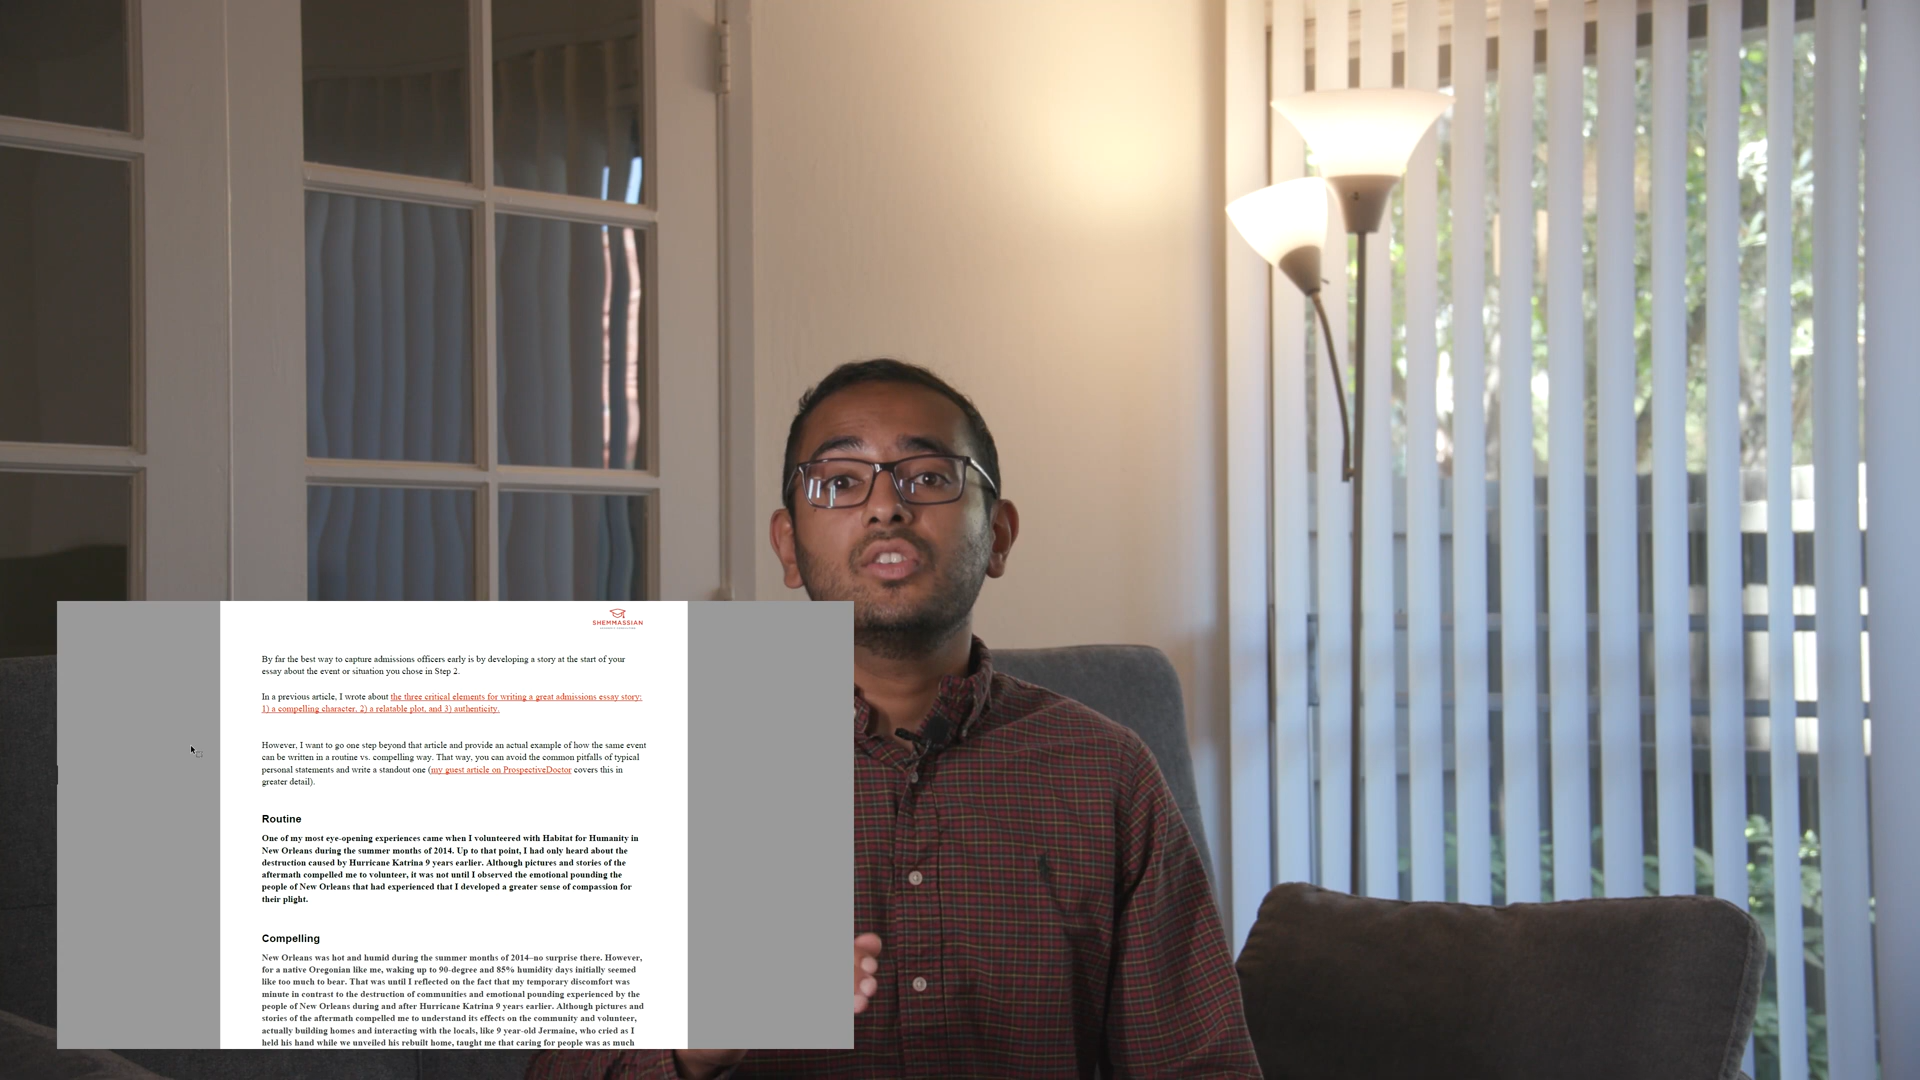 SHEMMASSIAN
By far the best way to capture admissions officers early is by developing a story at the start of your
essay about the event or situation you chose in Step 2.
In a previous article, I wrote about the three critical elements for writing a great admissions essay story:
1) a compelling character, 2) a relatable plot, and 3) authenticity.
However, I want to go one step beyond that article and provide an actual example of how the same event
can be written in a routine vs. compelling way. That way, you can avoid the common pitfalls of typical
personal statements and write a standout one (my guest article on ProspectiveDoctor covers this in
greater detail).
Routine
One of my most eye-opening experiences came when I volunteered with Habitat for Humanity in
New Orleans during the summer months of 2014. Up to that point, I had only heard about the
destruction caused by Hurricane Katrina 9 years earlier. Although pictures and stories of the
aftermath compelled me to volunteer, it was not until I observed the emotional pounding the
people of New Orleans that had experienced that I developed a greater sense of compassion for
their plight.
Compelling
New Orleans was hot and humid during the summer months of 2014–no surprise there. However,
for a native Oregonian like me, waking up to 90-degree and 85% humidity days initially seemed
like too much to bear. That was until I reflected on the fact that my temporary discomfort was
minute in contrast to the destruction of communities and emotional pounding experienced by the
people of New Orleans during and after Hurricane Katrina 9 years earlier. Although pictures and
stories of the aftermath compelled me to understand its effects on the community and volunteer,
actually building homes and interacting with the locals, like 9 year-old Jermaine, who cried as I
held his hand while we unveiled his rebuilt home, taught me that caring for people was as much